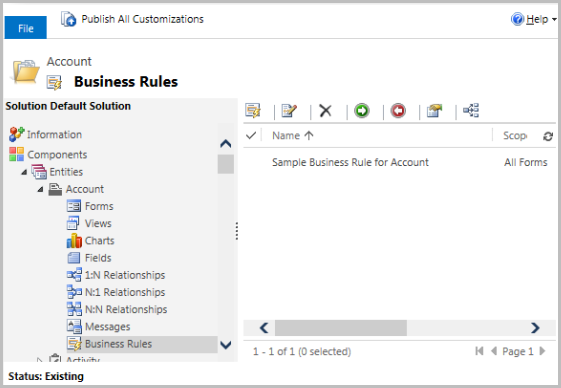 File
Publish All Customizations
Help
Account
Business Rules
Solution Default Solution
Information
Components
Entities
Account
Forms
Views
Charts
Fields
1:N Relationships
N:1 Relationships
N:N Relationships
Messages
Business Rules
Activity
Name
Scop
Sample Business Rule for Account
All Forms
1 - 1 of 1 (0 selected)
Page 1
Status: Existing